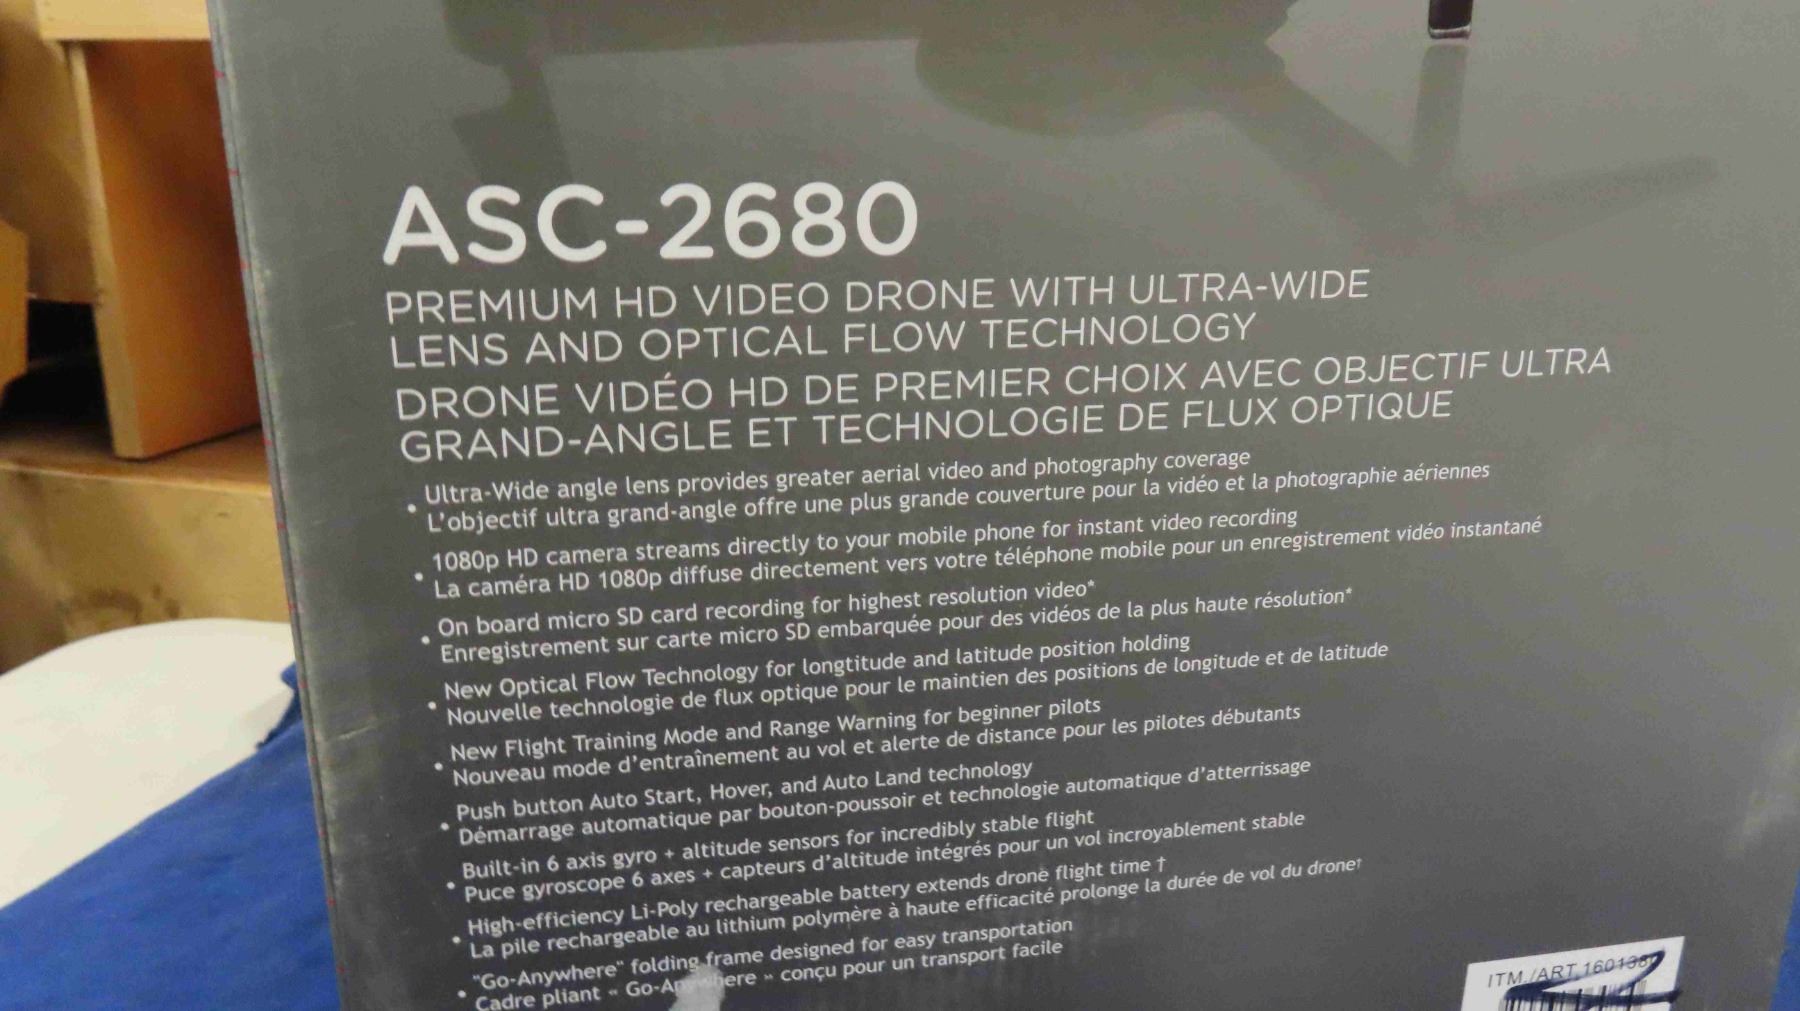 ASC-2680
PREMIUM HD VIDEO DRONE WITH ULTRA-WIDE
LENS AND OPTICAL FLOW TECHNOLOGY
DRONE VIDÉO HD DE PREMIER CHOIX AVEC OBJECTIF ULTRA
GRAND-ANGLE ET TECHNOLOGIE DE FLUX OPTIQUE
• Ultra-Wide angle lens provides greater aerial video and photography coverage
L'objectif ultra grand-angle offre une plus grande couverture pour la vidéo et la photographie aériennes
• 1080p HD camera streams directly to your mobile phone for instant video recording
La caméra HD 1080p diffuse directement vers votre téléphone mobile pour un enregistrement vidéo instantané
• On board micro SD card recording for highest resolution video*
Enregistrement sur carte micro SD embarquée pour des vidéos de la plus haute résolution*
• New Optical Flow Technology for longtitude and latitude position holding
Nouvelle technologie de flux optique pour le maintien des positions de longitude et de latitude
• New Flight Training Mode and Range Warning for beginner pilots
Nouveau mode d'entraînement au vol et alerte de distance pour les pilotes débutants
• Push button Auto Start, Hover, and Auto Land technology
Démarrage automatique par bouton-poussoir et technologie automatique d'atterrissage
• Built-in 6 axis gyro + altitude sensors for incredibly stable flight
Puce gyroscope 6 axes + capteurs d'altitude intégrés pour un vol incroyablement stable
• High-efficiency Li-Poly rechargeable battery extends drone flight time †
La pile rechargeable au lithium polymère à haute efficacité prolonge la durée de vol du drone†
• "Go-Anywhere" folding frame designed for easy transportation
Cadre pliant « Go-Anywhere » conçu pour un transport facile
ITM./ART.